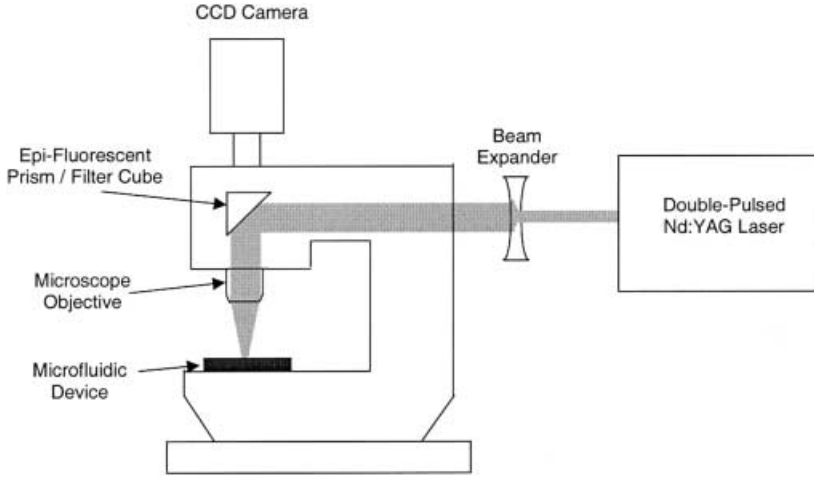 CCD Camera
Epi-Fluorescent
Prism / Filter Cube
Beam
Expander
Double-Pulsed
Nd:YAG Laser
Microscope
Objective
Microfluidic
Device